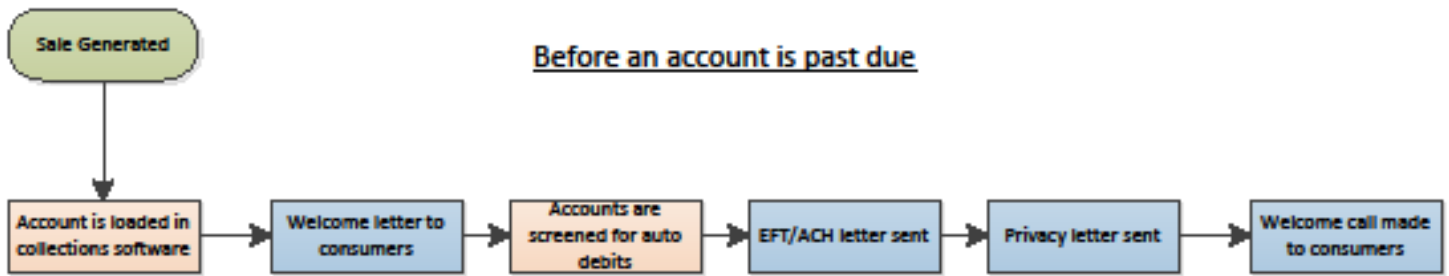 Sale Generated
Before an account is past due
Account is loaded in
collections software
Welcome letter to
consumers
Accounts are
screened for auto
debits
EFT/ACH letter sent
Privacy letter sent
Welcome call made
to consumers